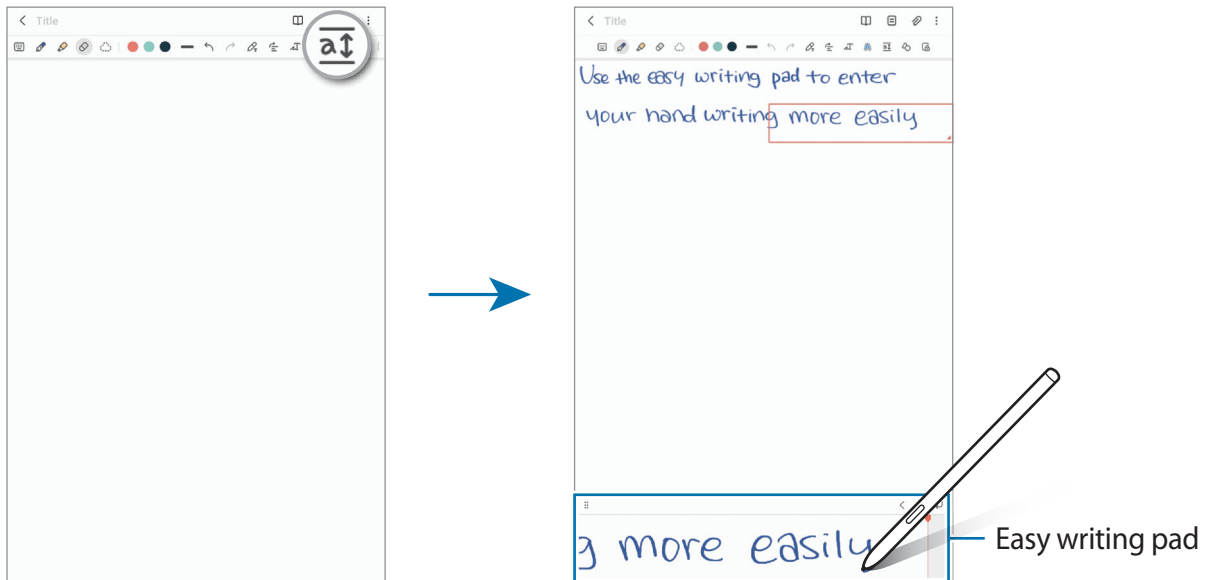 Title
a
Title
Use the easy writing pad to enter
your hand writing more easily
g more easily
Easy writing pad